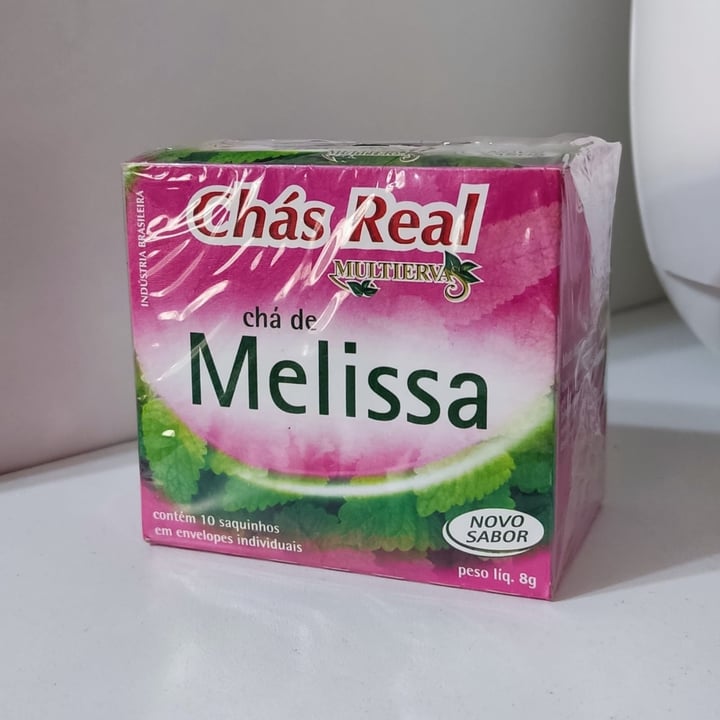 Chás Real
MULTIERVAS
INDÚSTRIA BRASILEIRA
chá de
Melissa
contém 10 saquinhos
em envelopes individuais
NOVO
SABOR
peso líq. 8g